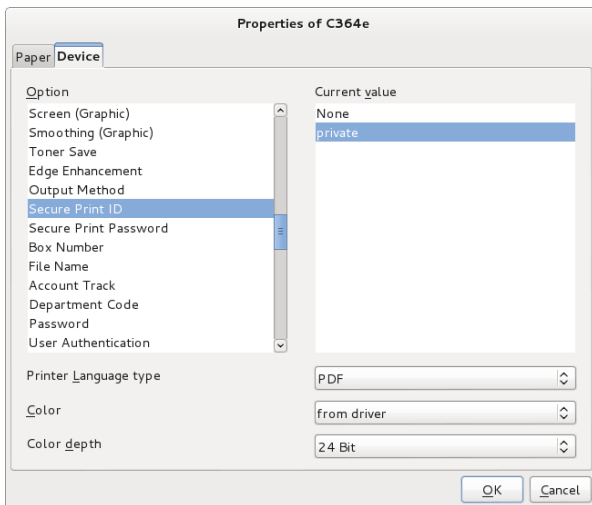 Properties of C364e
Paper Device
Option
Screen (Graphic)
Smoothing (Graphic)
Toner Save
Edge Enhancement
Output Method
Secure Print ID
Secure Print Password
Box Number
File Name
Account Track
Department Code
Password
User Authentication
Current value
None
private
Printer Language type
PDF
Color
from driver
Color depth
24 Bit
OK Cancel